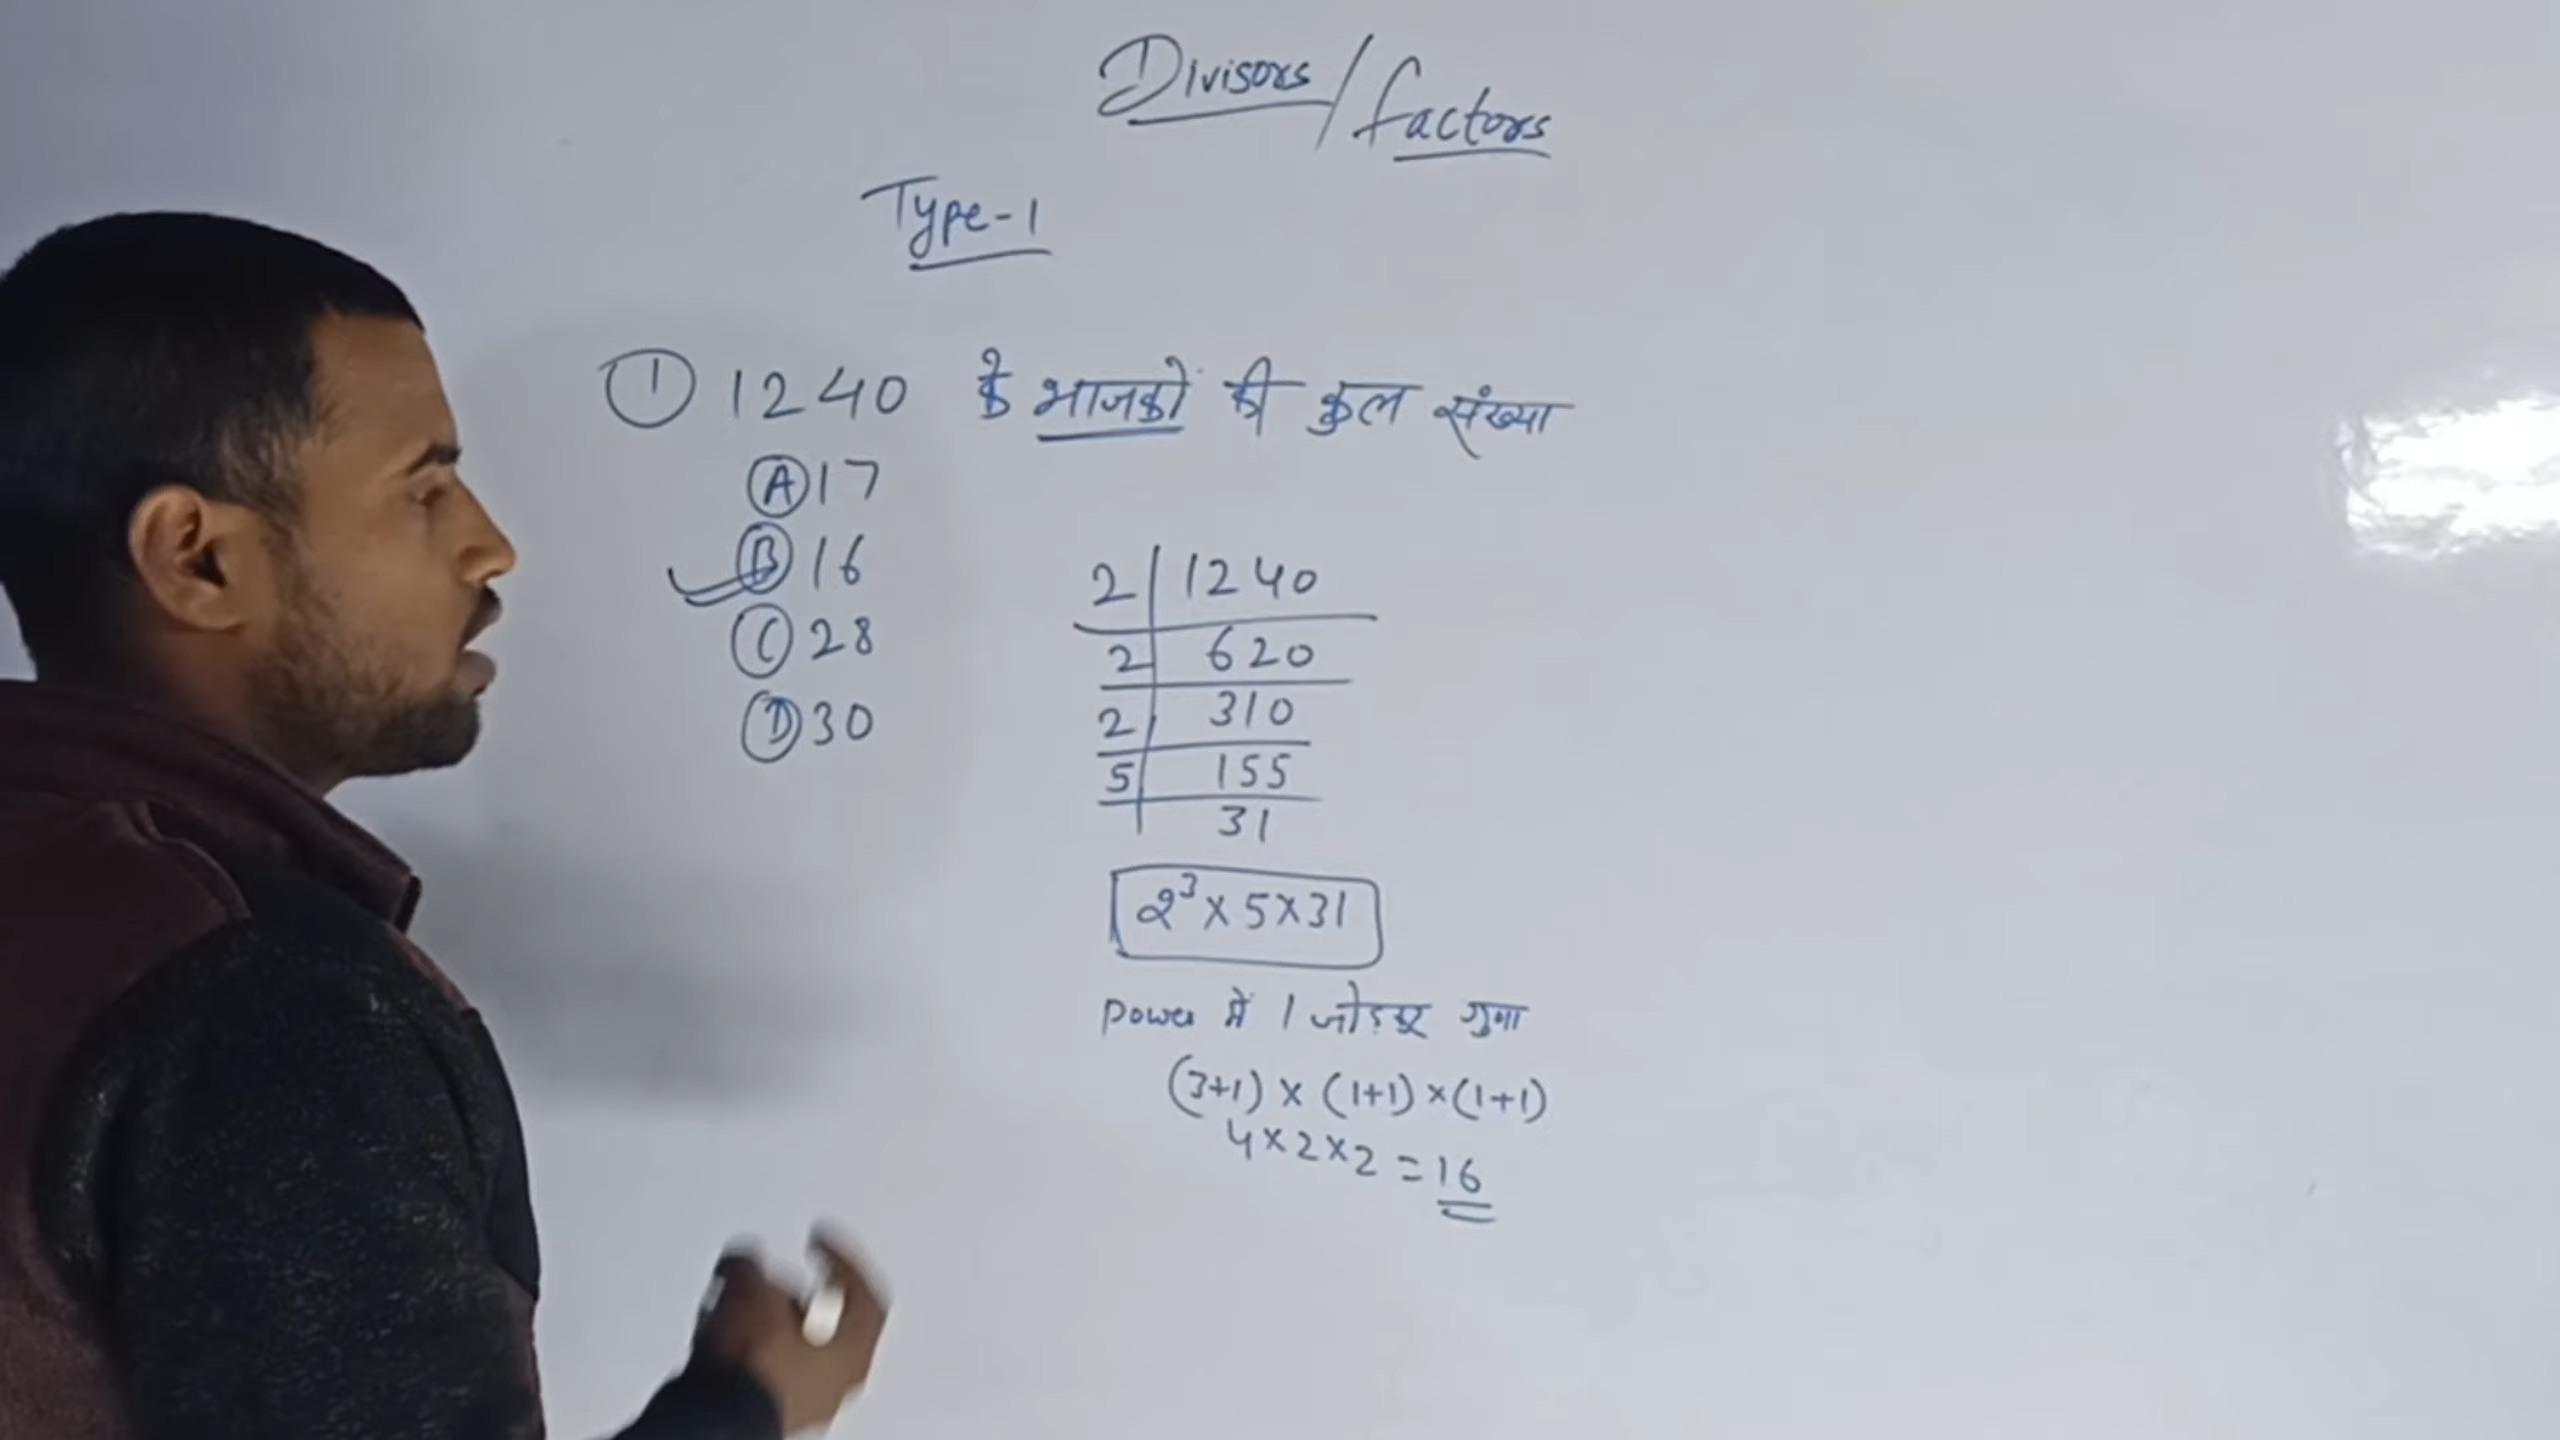 Divisors/factors
Type-1
① 1240 के भाजको की कुल संख्या
Ⓐ 17
Ⓑ 16
Ⓒ 28
Ⓓ 30
2 | 1240
2 | 620
2 | 310
5 | 155
31
2³×5×31
Power मे 1 जोड़कर गुणा
(3+1) × (1+1) × (1+1)
4×2×2 = 16